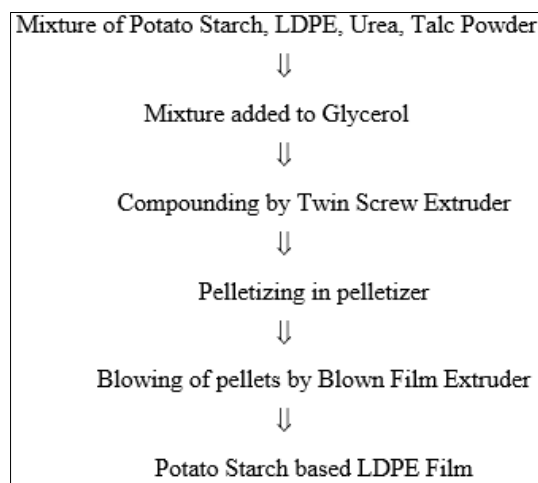 Mixture of Potato Starch, LDPE, Urea, Talc Powder
⇓
Mixture added to Glycerol
⇓
Compounding by Twin Screw Extruder
⇓
Pelletizing in pelletizer
⇓
Blowing of pellets by Blown Film Extruder
⇓
Potato Starch based LDPE Film